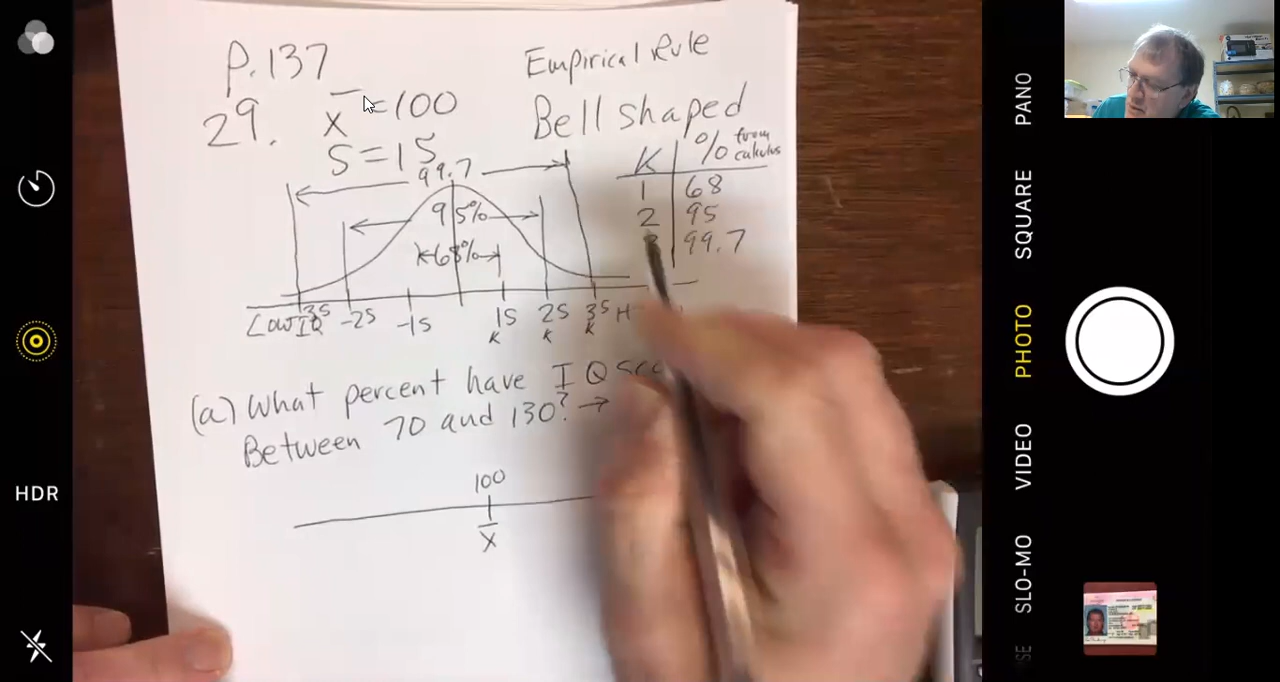 P.137
29.
x̄ = 100
S = 15
Empirical Rule
Bell shaped
K | % from calculus
1 | 68
2 | 95
3 | 99.7
99.7
95%
68%
-3S -2S -1S 1S 2S 3S H
Low IQ
K K K
(a) What percent have IQ
Between 70 and 130? →
100
x̄
HDR
PANO
SQUARE
PHOTO
VIDEO
SLO-MO